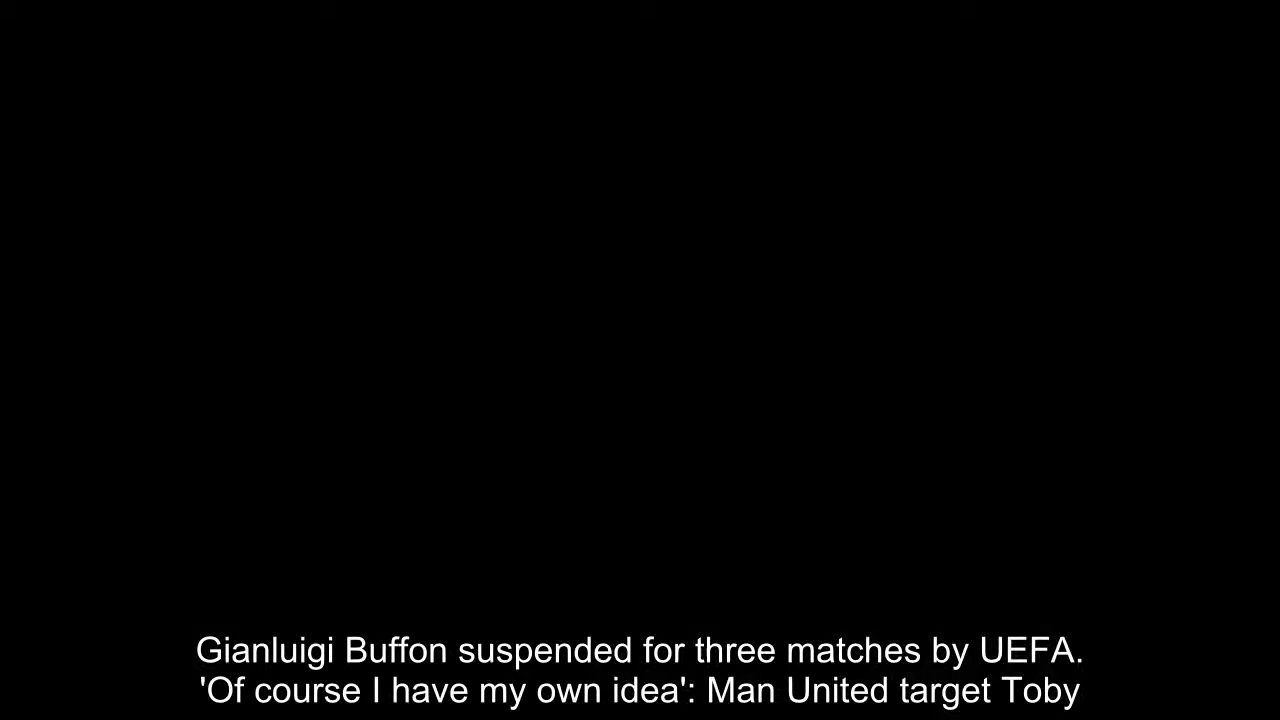 Gianluigi Buffon suspended for three matches by UEFA.
'Of course I have my own idea': Man United target Toby